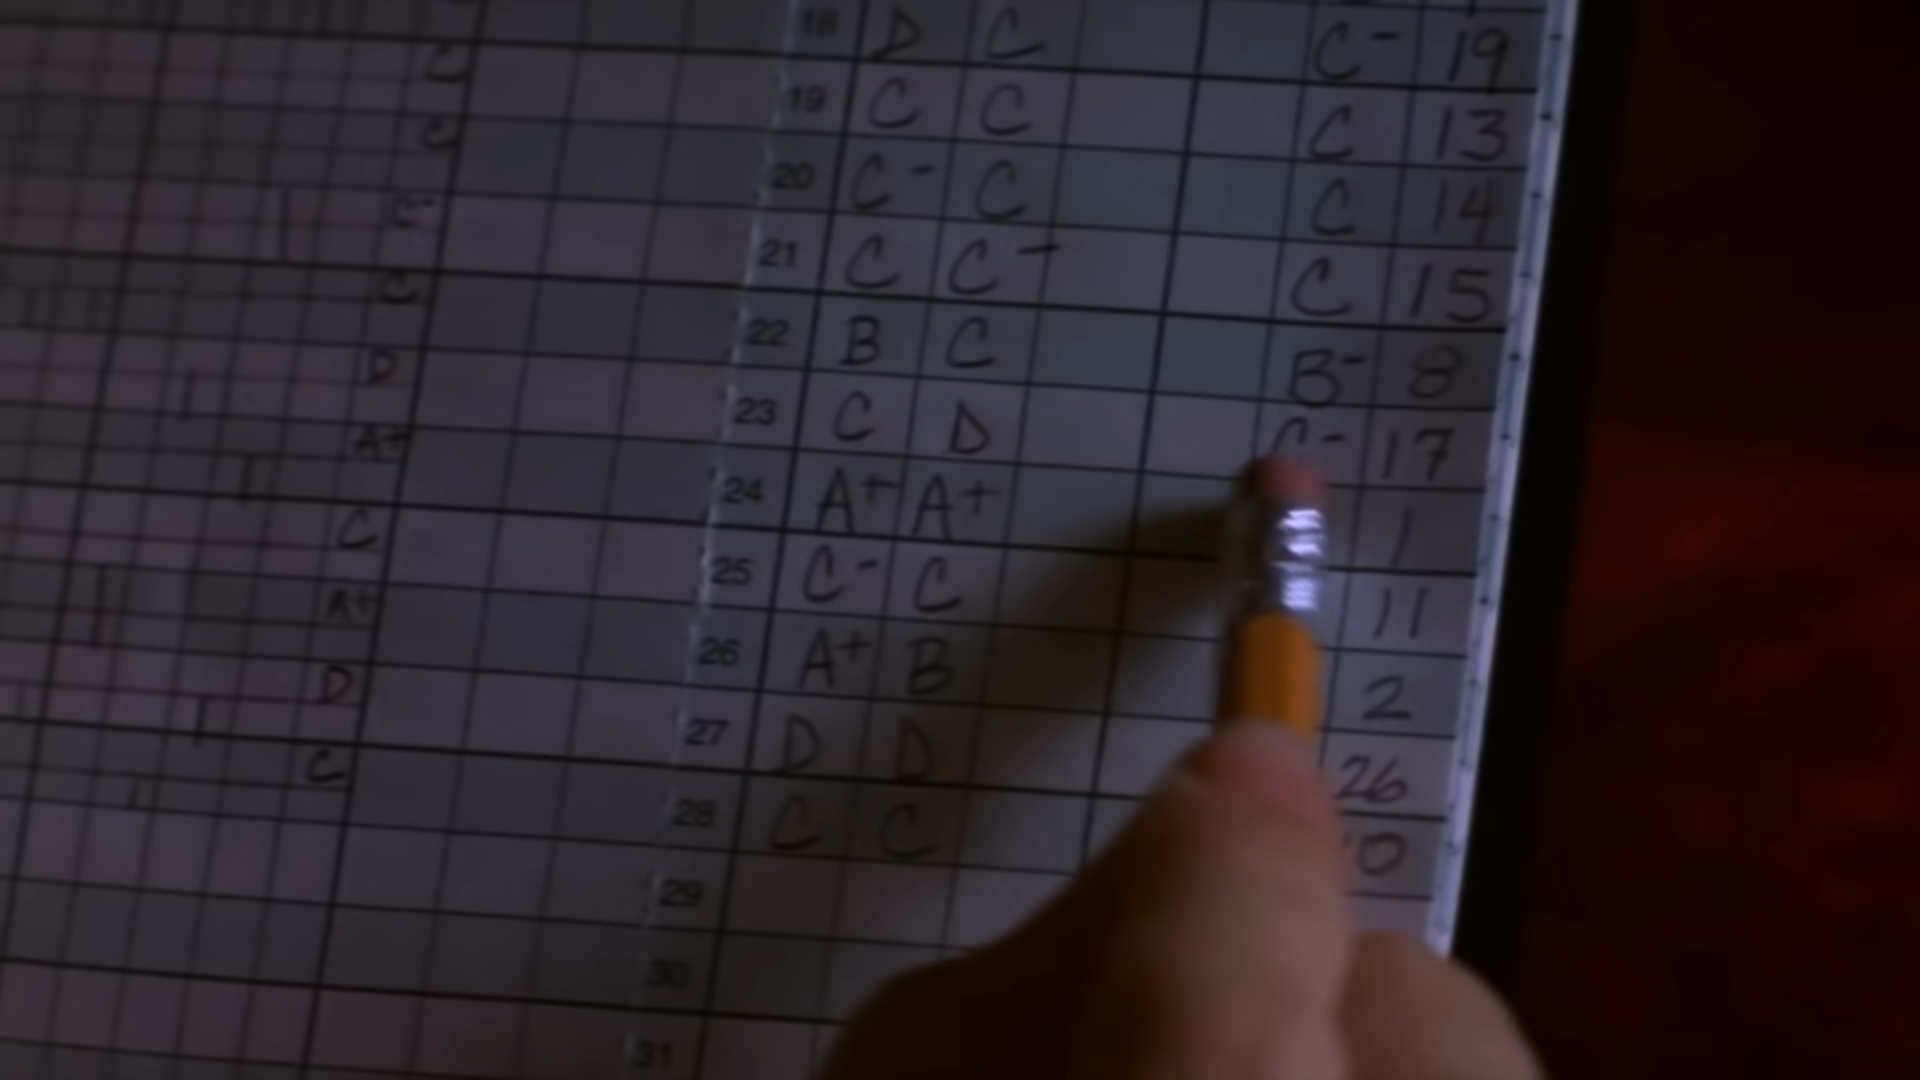 18 D C C- 19
C
19 C C C 13
C
20 C- C C 14
C-
21 C C- C 15
C
22 B C B- 8
D
23 C D C- 17
A+
24 A+ A+ 1
C
25 C- C 11
A+
26 A+ B 2
D
27 D D 26
C
28 C C 0
29
30
31